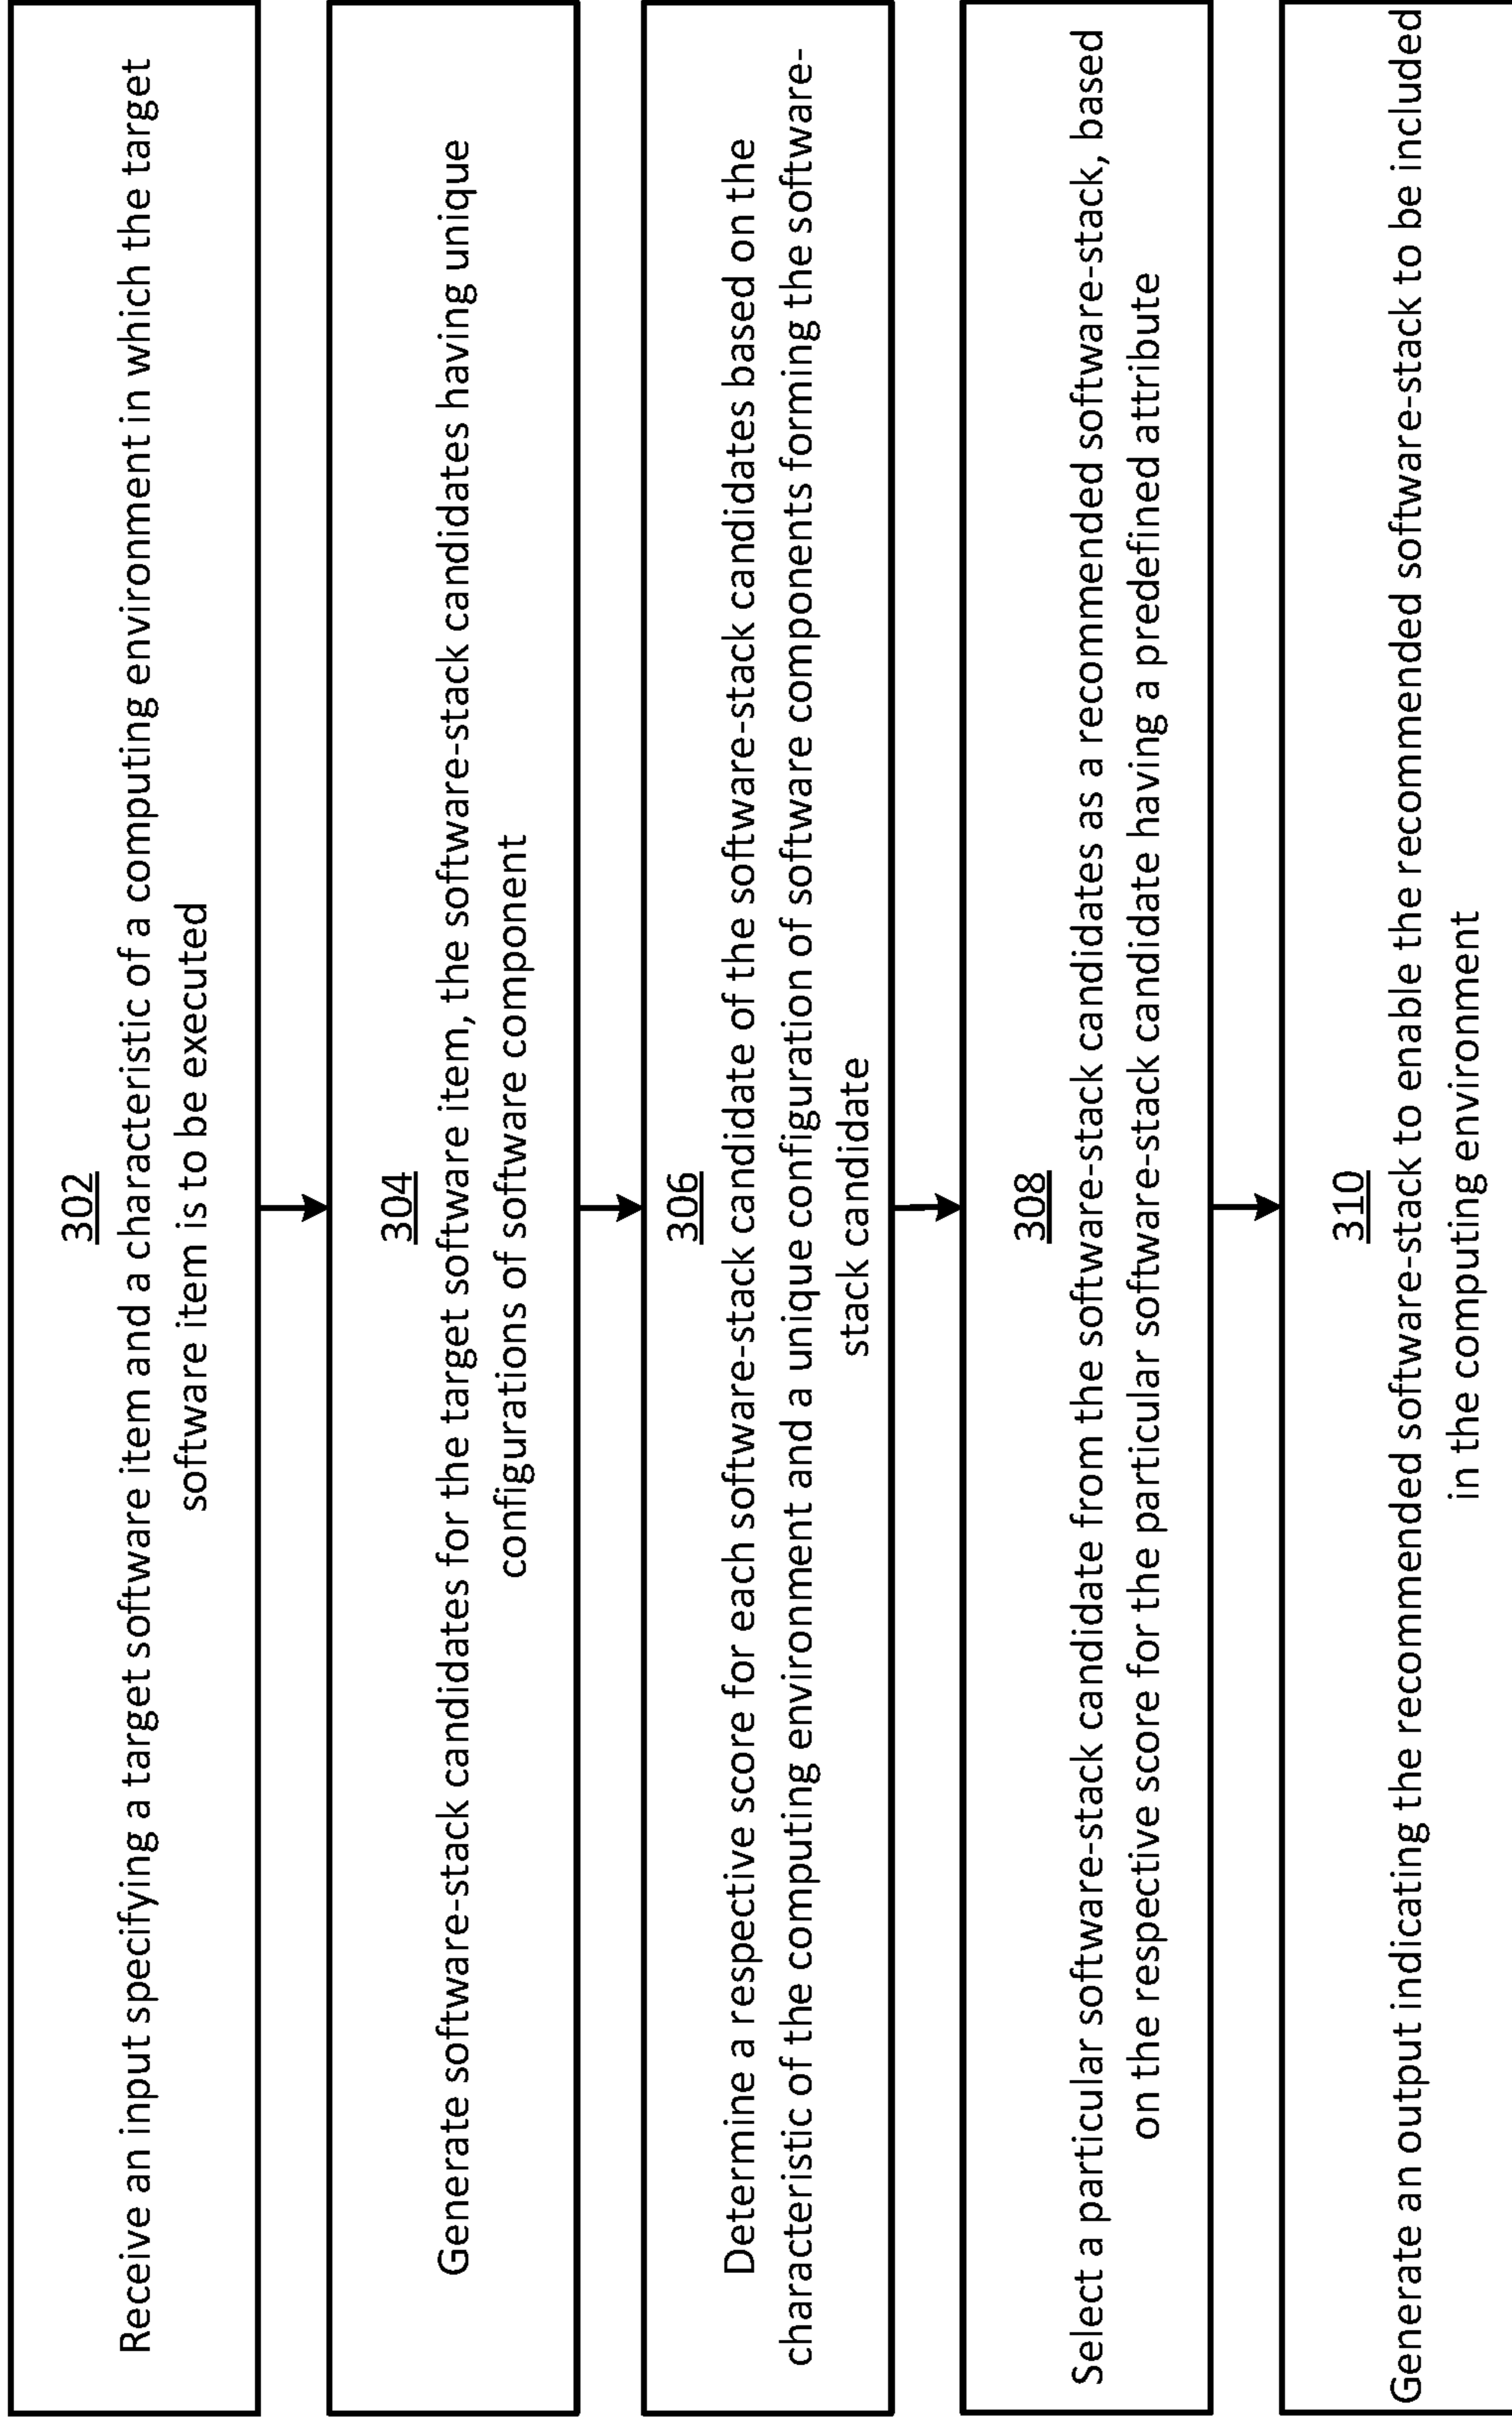 302
Receive an input specifying a target software item and a characteristic of a computing environment in which the target
software item is to be executed
304
Generate software-stack candidates for the target software item, the software-stack candidates having unique
configurations of software component
306
Determine a respective score for each software-stack candidate of the software-stack candidates based on the
characteristic of the computing environment and a unique configuration of software components forming the software-
stack candidate
308
Select a particular software-stack candidate from the software-stack candidates as a recommended software-stack, based
on the respective score for the particular software-stack candidate having a predefined attribute
310
Generate an output indicating the recommended software-stack to enable the recommended software-stack to be included
in the computing environment